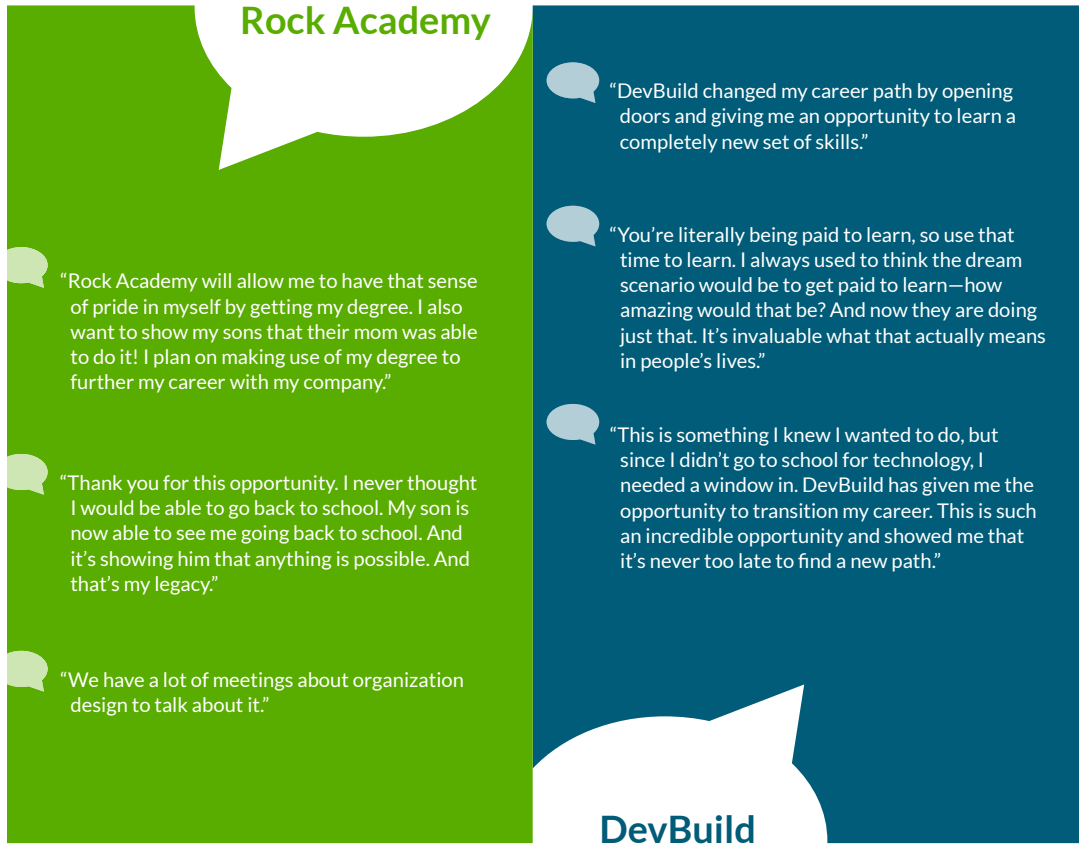 Rock Academy
“Rock Academy will allow me to have that sense
of pride in myself by getting my degree. I also
want to show my sons that their mom was able
to do it! I plan on making use of my degree to
further my career with my company.”
“Thank you for this opportunity. I never thought
I would be able to go back to school. My son is
now able to see me going back to school. And
it’s showing him that anything is possible. And
that’s my legacy.”
“We have a lot of meetings about organization
design to talk about it.”
“DevBuild changed my career path by opening
doors and giving me an opportunity to learn a
completely new set of skills.”
“You’re literally being paid to learn, so use that
time to learn. I always used to think the dream
scenario would be to get paid to learn—how
amazing would that be? And now they are doing
just that. It’s invaluable what that actually means
in people’s lives.”
“This is something I knew I wanted to do, but
since I didn’t go to school for technology, I
needed a window in. DevBuild has given me the
opportunity to transition my career. This is such
an incredible opportunity and showed me that
it’s never too late to find a new path.”
DevBuild